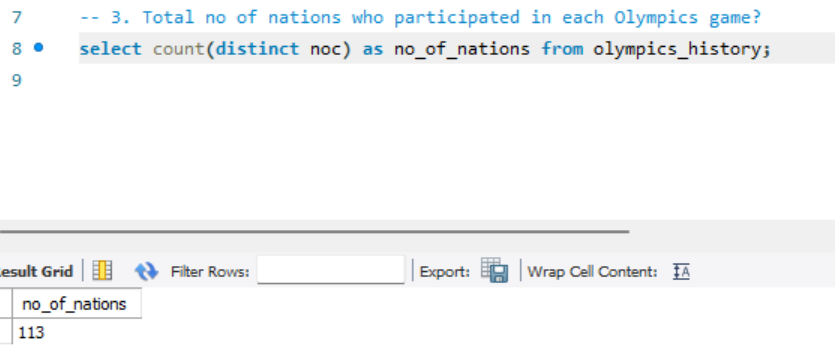 7 -- 3. Total no of nations who participated in each Olympics game?
8 select count(distinct noc) as no_of_nations from olympics_history;
9
esult Grid Filter Rows: Export: Wrap Cell Content: IA
no_of_nations
113